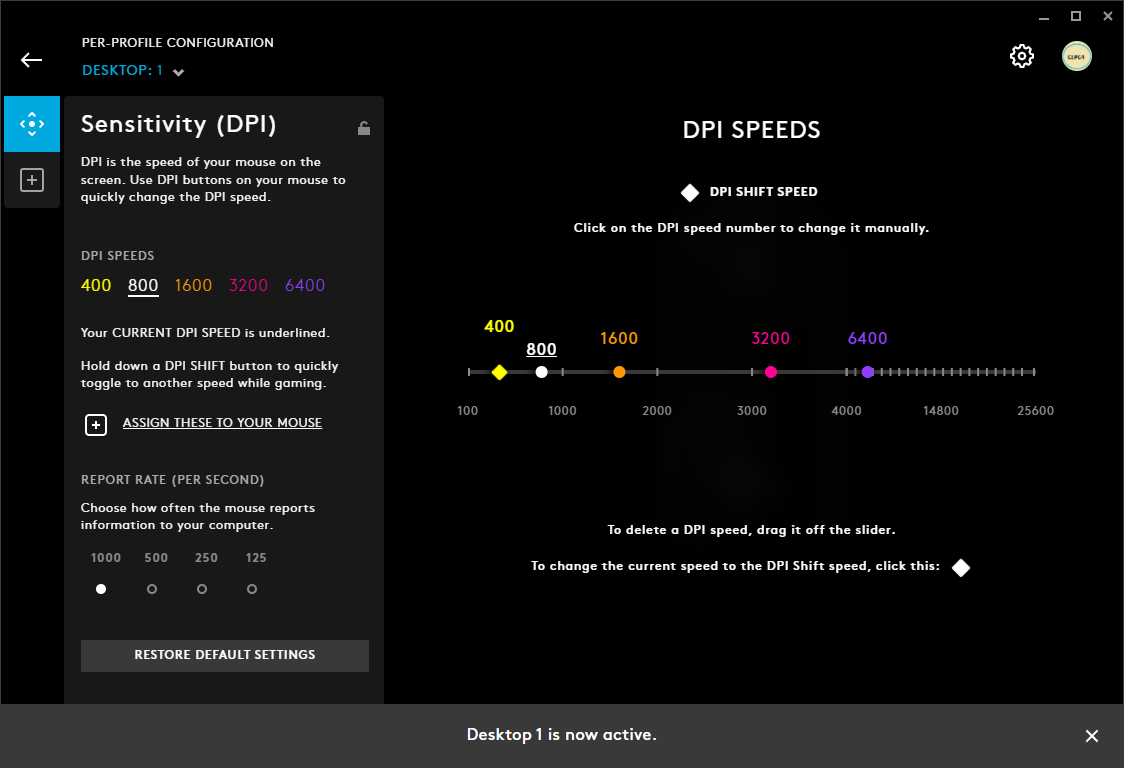 PER-PROFILE CONFIGURATION
DESKTOP: 1
Sensitivity (DPI)
DPI is the speed of your mouse on the
screen. Use DPI buttons on your mouse to
quickly change the DPI speed.
DPI SPEEDS
400 800 1600 3200 6400
Your CURRENT DPI SPEED is underlined.
Hold down a DPI SHIFT button to quickly
toggle to another speed while gaming.
ASSIGN THESE TO YOUR MOUSE
REPORT RATE (PER SECOND)
Choose how often the mouse reports
information to your computer.
1000 500 250 125
RESTORE DEFAULT SETTINGS
DPI SPEEDS
DPI SHIFT SPEED
Click on the DPI speed number to change it manually.
400 800 1600 3200 6400
100 1000 2000 3000 4000 14800 25600
To delete a DPI speed, drag it off the slider.
To change the current speed to the DPI Shift speed, click this:
Desktop 1 is now active.